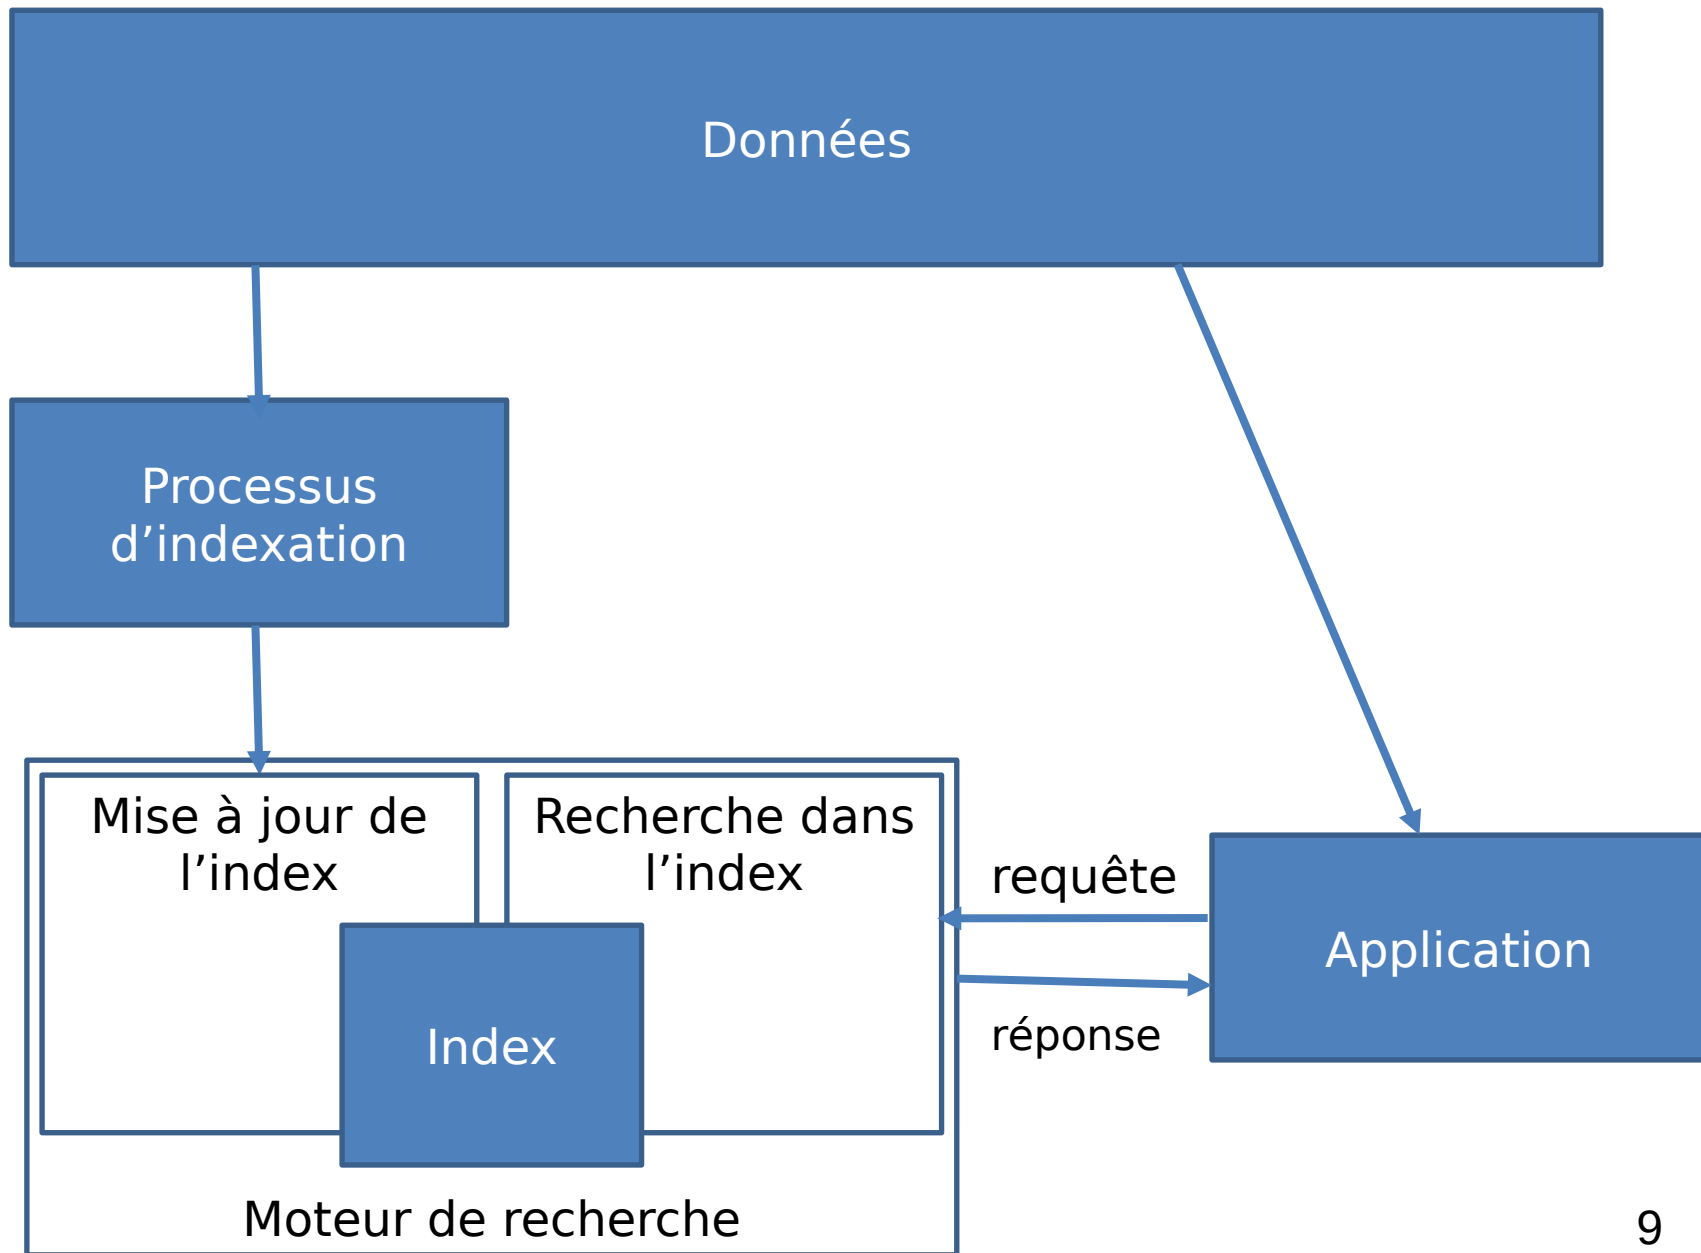 Données
Processus
d’indexation
Mise à jour de
l’index
Recherche dans
l’index
requête
Application
réponse
Index
Moteur de recherche
9